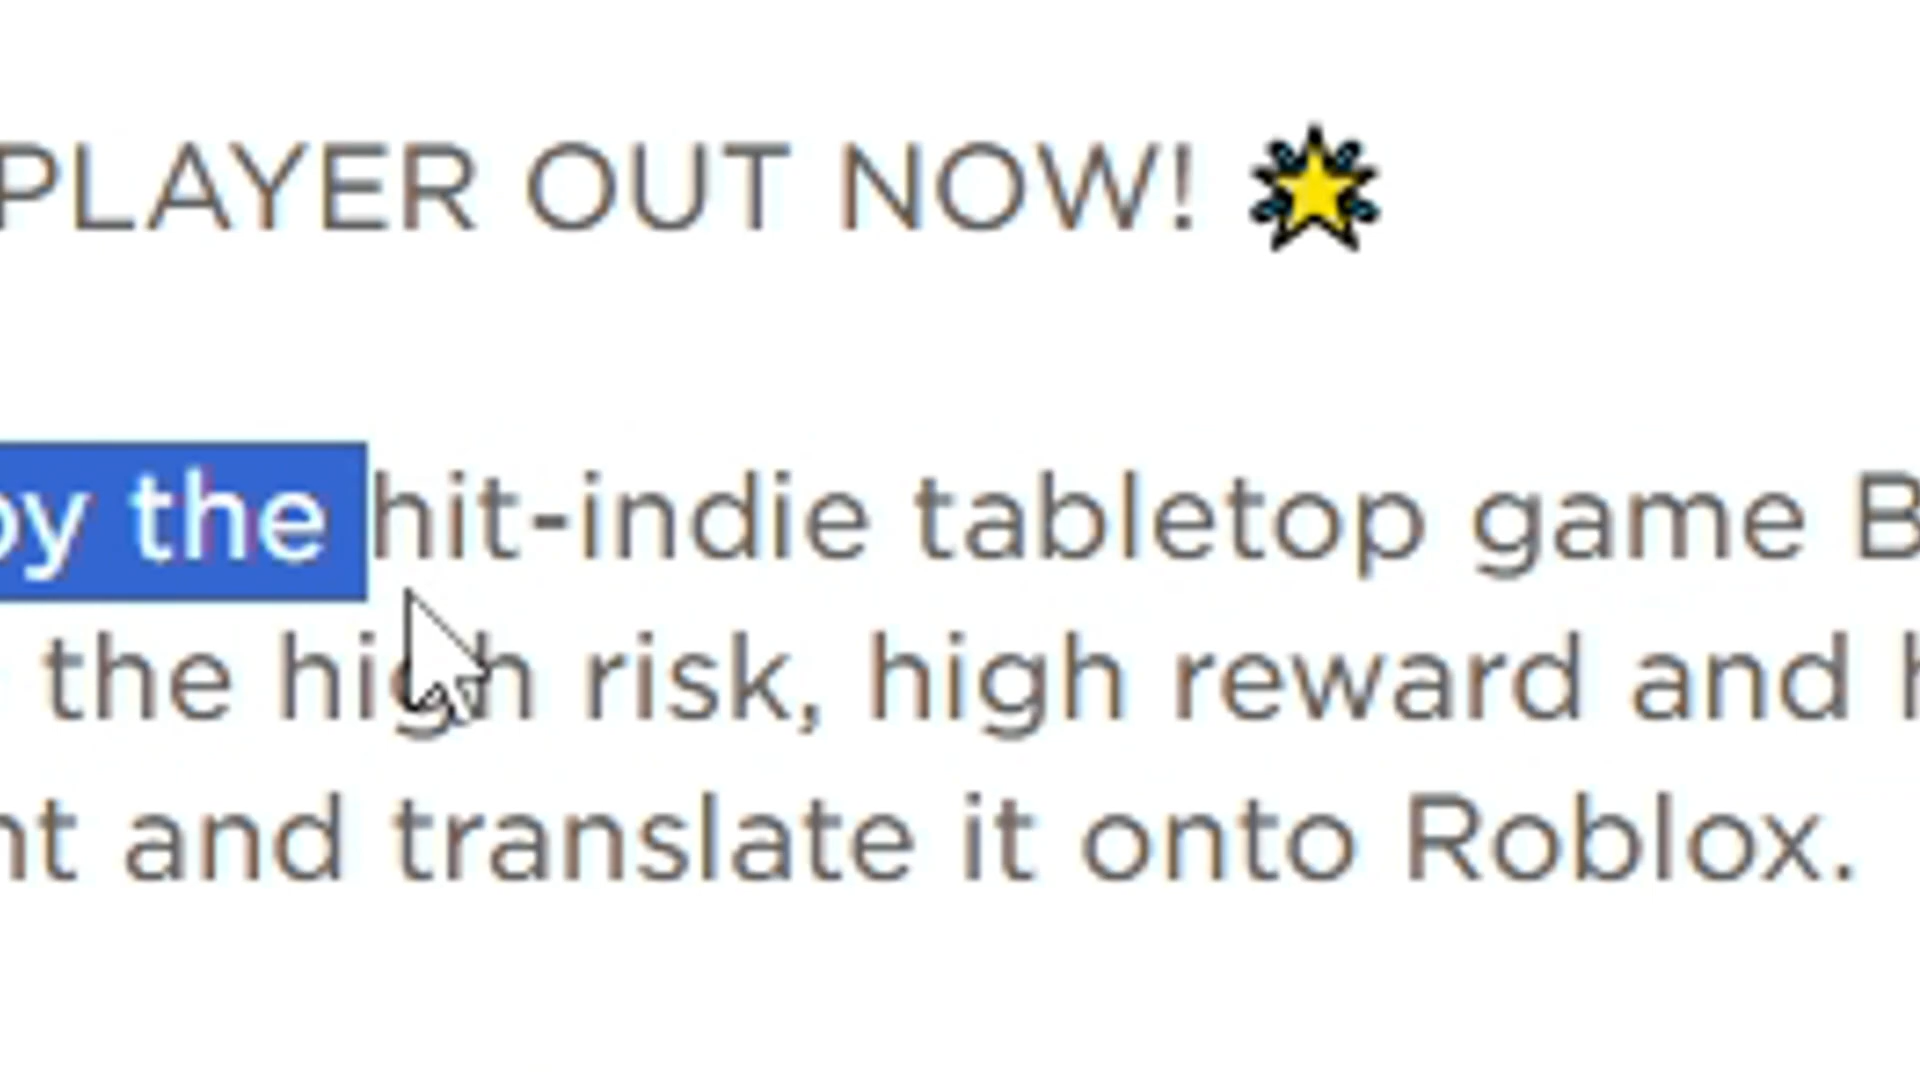 PLAYER OUT NOW! 🌟
by the hit-indie tabletop game B
the high risk, high reward and h
nt and translate it onto Roblox.